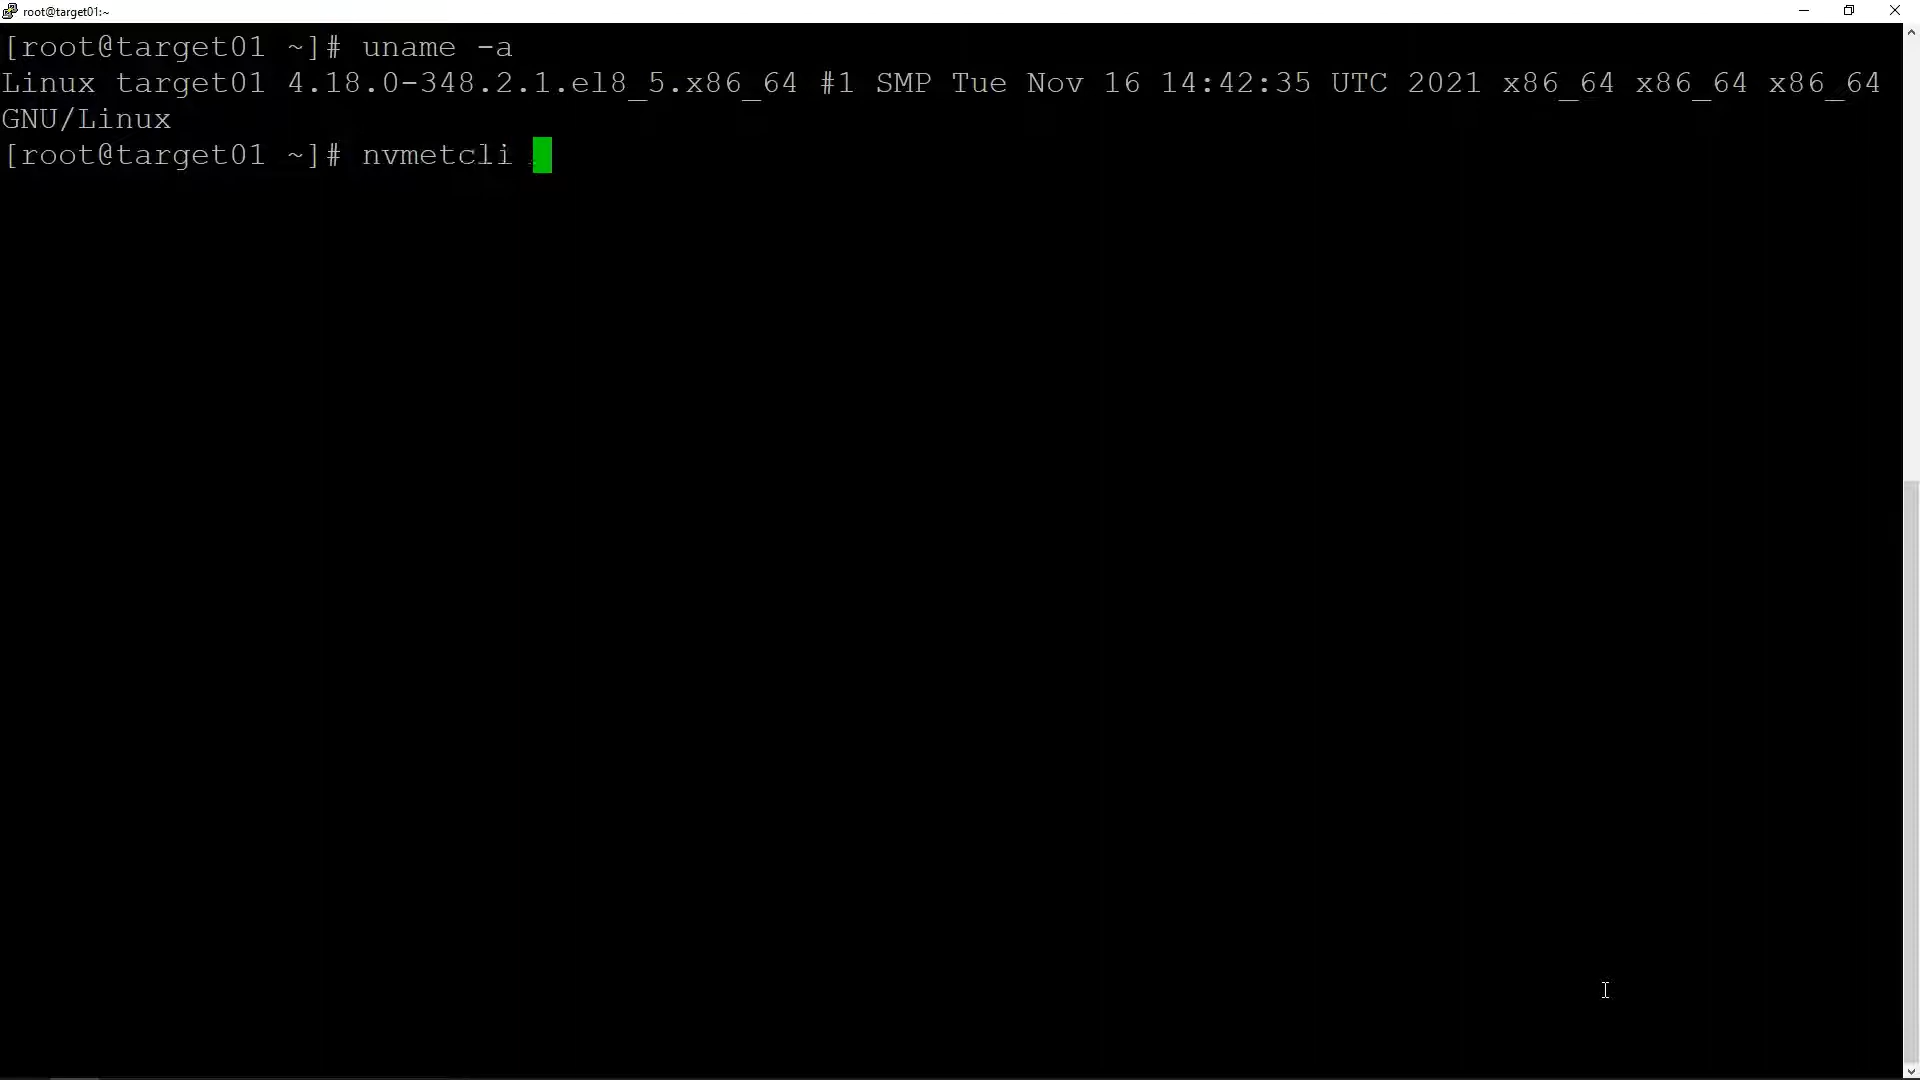 root@target01:~
[root@target01 ~]# uname -a
Linux target01 4.18.0-348.2.1.el8_5.x86_64 #1 SMP Tue Nov 16 14:42:35 UTC 2021 x86_64 x86_64 x86_64
GNU/Linux
[root@target01 ~]# nvmetcli